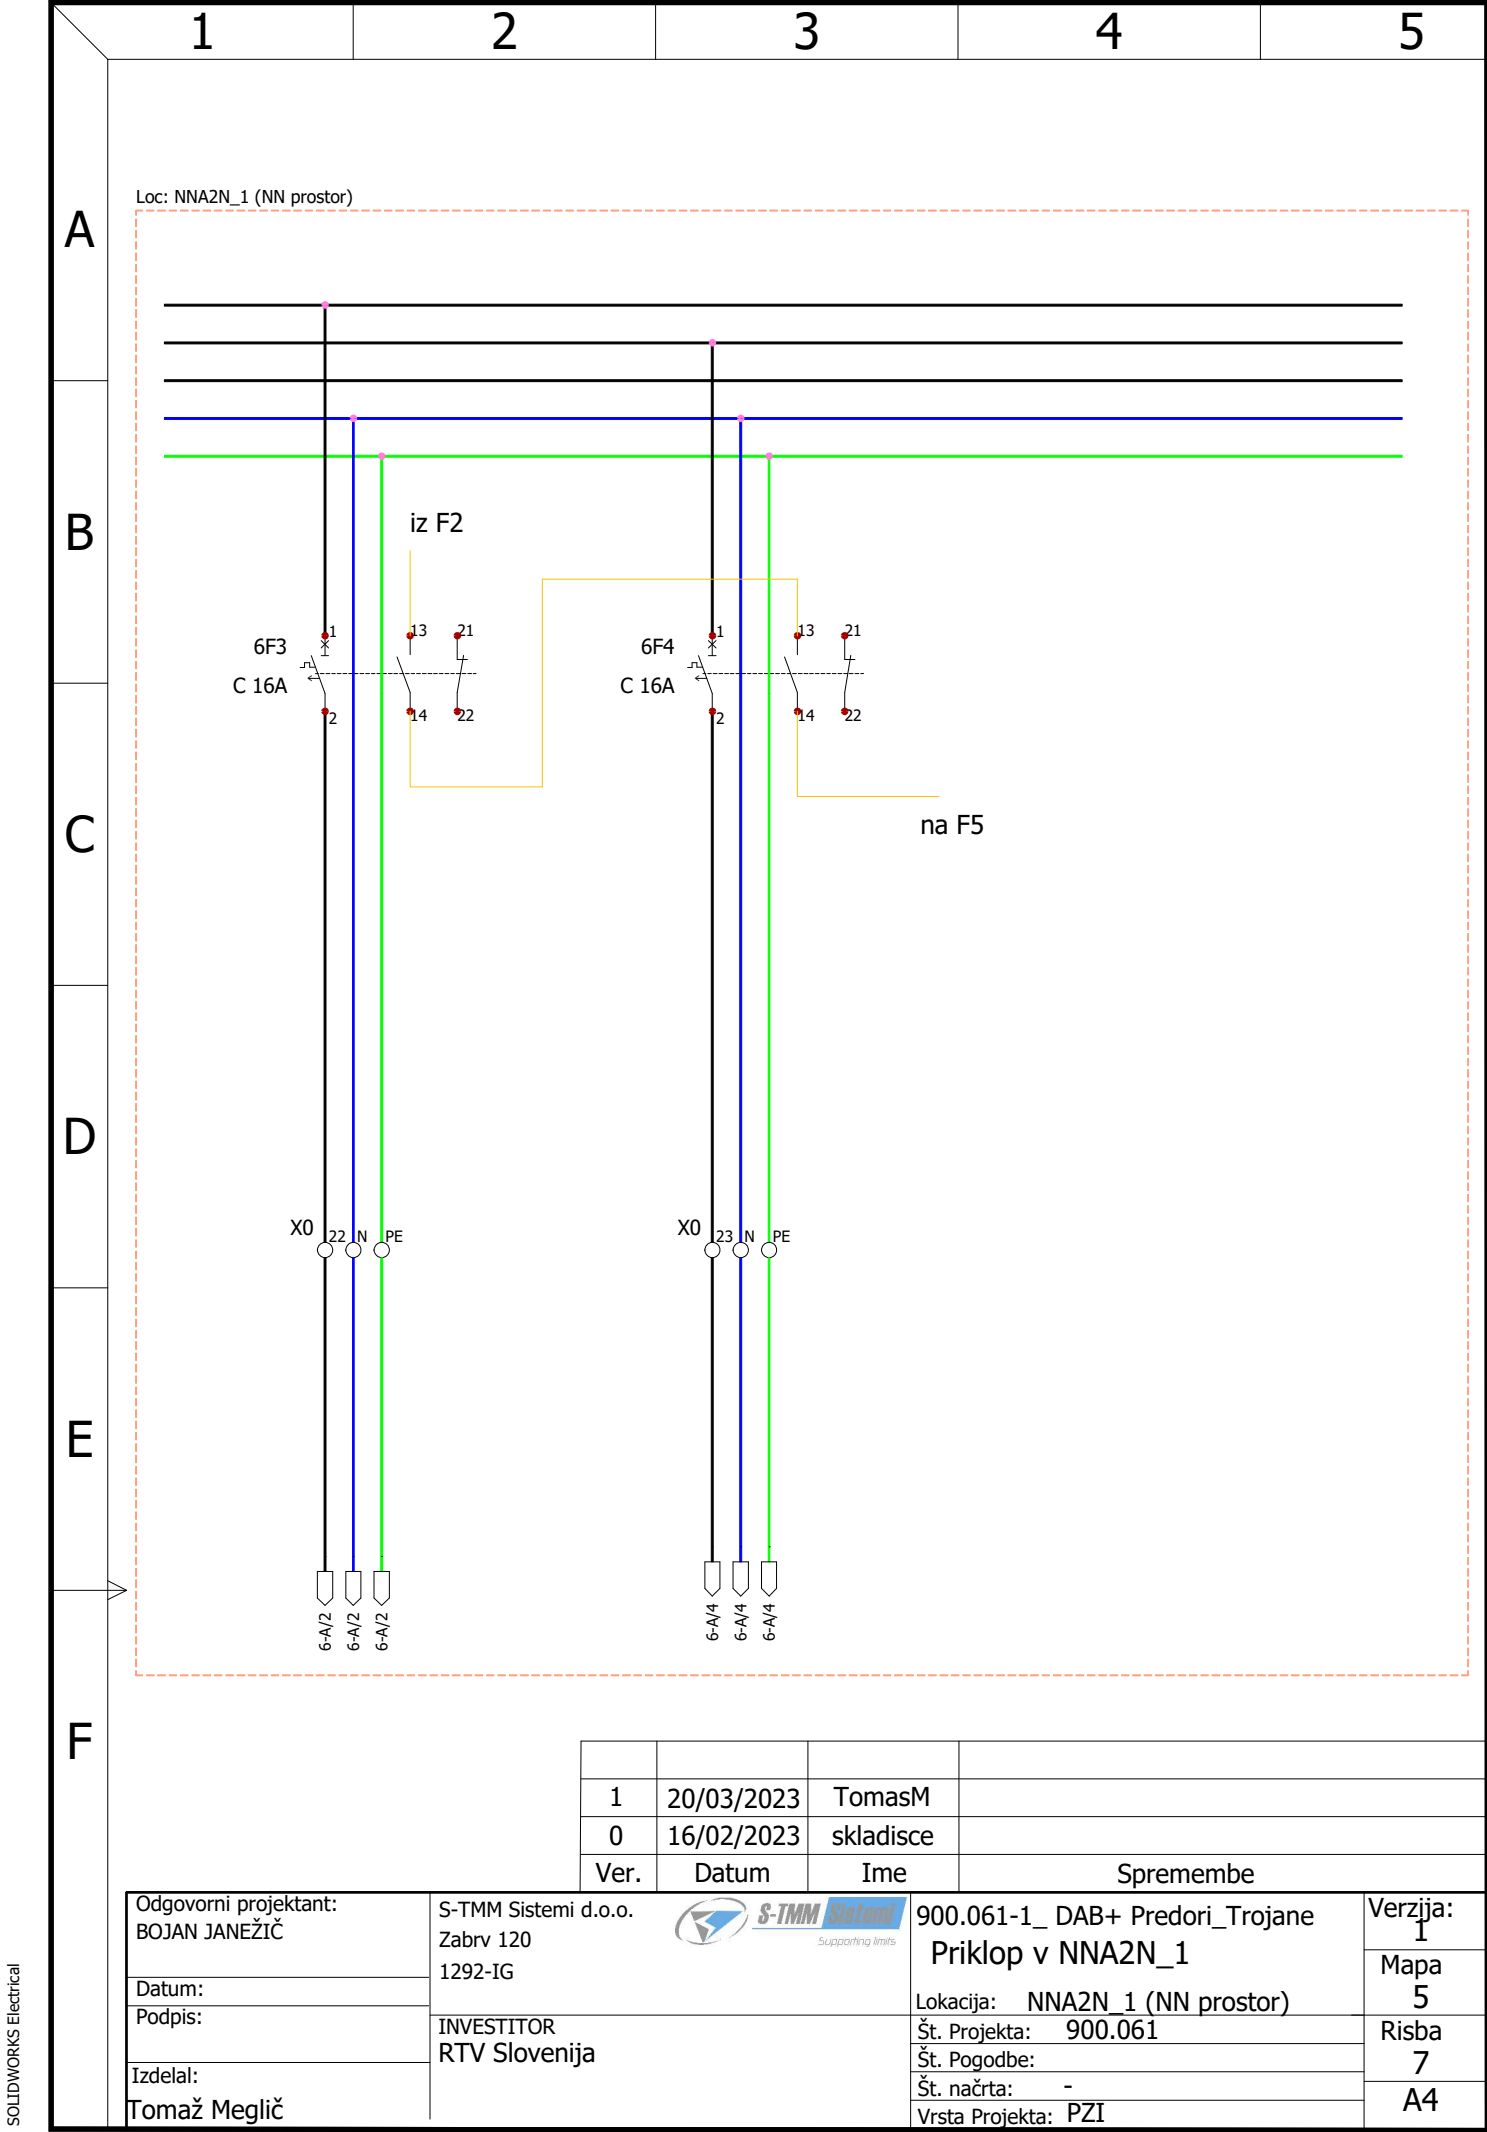 1 2 3 4 5
Loc: NNA2N_1 (NN prostor)
A
B
C
D
E
F
iz F2
6F3
C 16A
1
2
13
14
21
22
6F4
C 16A
1
2
13
14
21
22
na F5
X0 22 N PE
X0 23 N PE
6-A/2 6-A/2 6-A/2
6-A/4 6-A/4 6-A/4
1 20/03/2023 TomasM
0 16/02/2023 skladisce
Ver. Datum Ime Spremembe
Odgovorni projektant:
BOJAN JANEŽIČ
Datum:
Podpis:
Izdelal:
Tomaž Meglič
S-TMM Sistemi d.o.o.
Zabrv 120
1292-IG
S-TMM Sistemi
Supporting limits
INVESTITOR
RTV Slovenija
900.061-1_ DAB+ Predori_Trojane
Priklop v NNA2N_1
Lokacija: NNA2N_1 (NN prostor)
Št. Projekta: 900.061
Št. Pogodbe:
Št. načrta: -
Vrsta Projekta: PZI
Verzija:
1
Mapa
5
Risba
7
A4
SOLIDWORKS Electrical